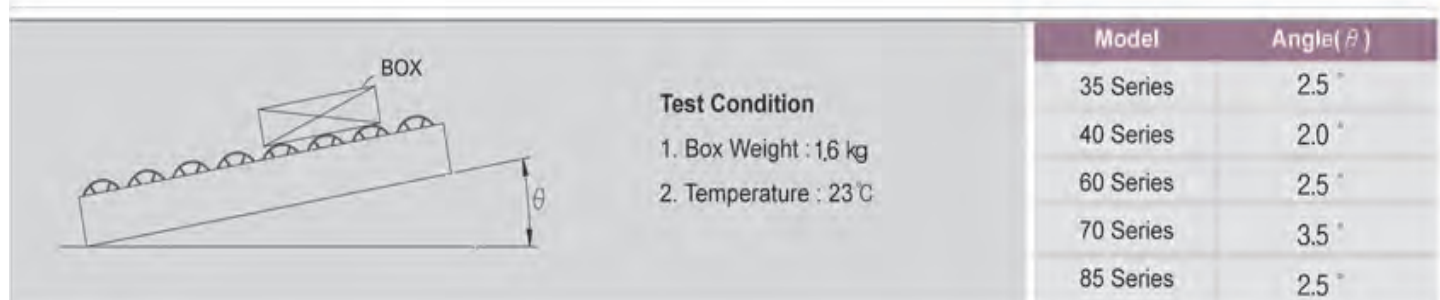 BOX
θ
Test Condition
1. Box Weight : 1.6 kg
2. Temperature : 23℃
Model Angle(θ)
35 Series 2.5°
40 Series 2.0°
60 Series 2.5°
70 Series 3.5°
85 Series 2.5°